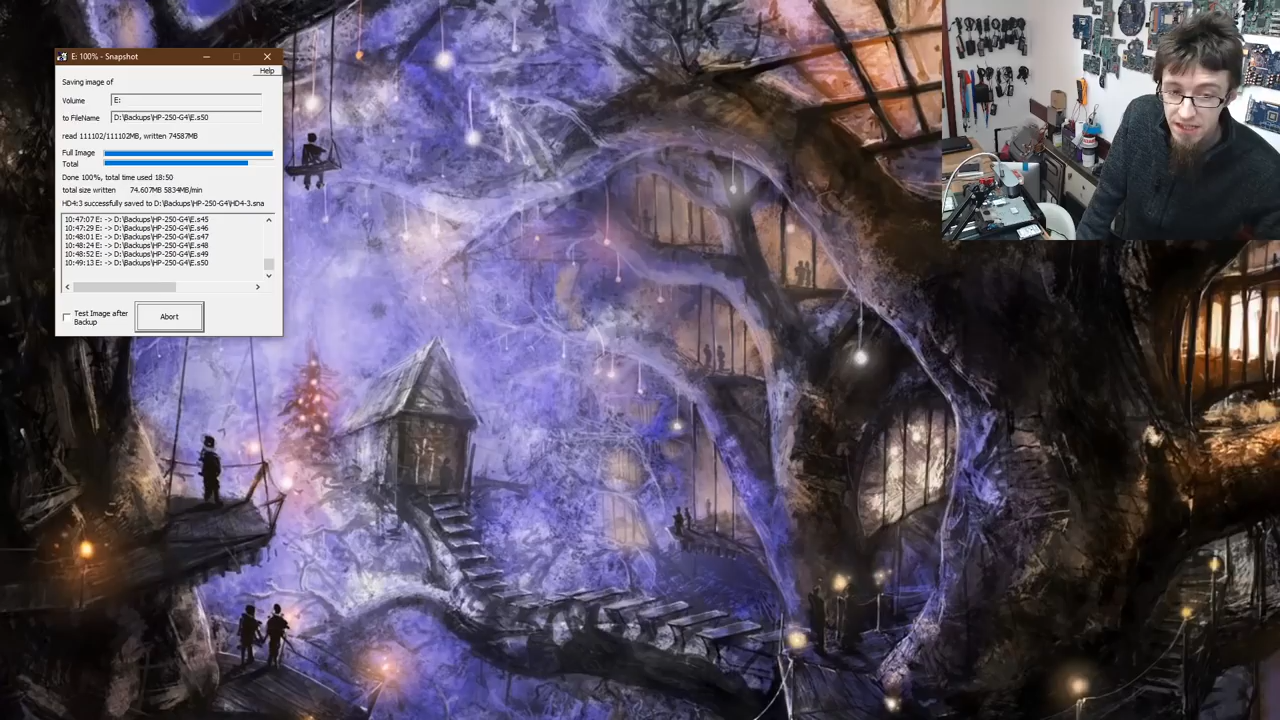 E: 100% - Snapshot
Help
Saving image of
Volume E:
to FileName D:\Backups\HP-250-G4\E.s50
read 111102/111102MB, written 74587MB
Full Image
Total
Done 100%, total time used 18:50
total size written 74.607MB 5834MB/min
HD4:3 successfully saved to D:\Backups\HP-250-G4\HD4-3.sna
10:47:07 E: -> D:\Backups\HP-250-G4\E.s45
10:47:29 E: -> D:\Backups\HP-250-G4\E.s46
10:48:01 E: -> D:\Backups\HP-250-G4\E.s47
10:48:24 E: -> D:\Backups\HP-250-G4\E.s48
10:48:52 E: -> D:\Backups\HP-250-G4\E.s49
10:49:13 E: -> D:\Backups\HP-250-G4\E.s50
Test Image after
Backup
Abort